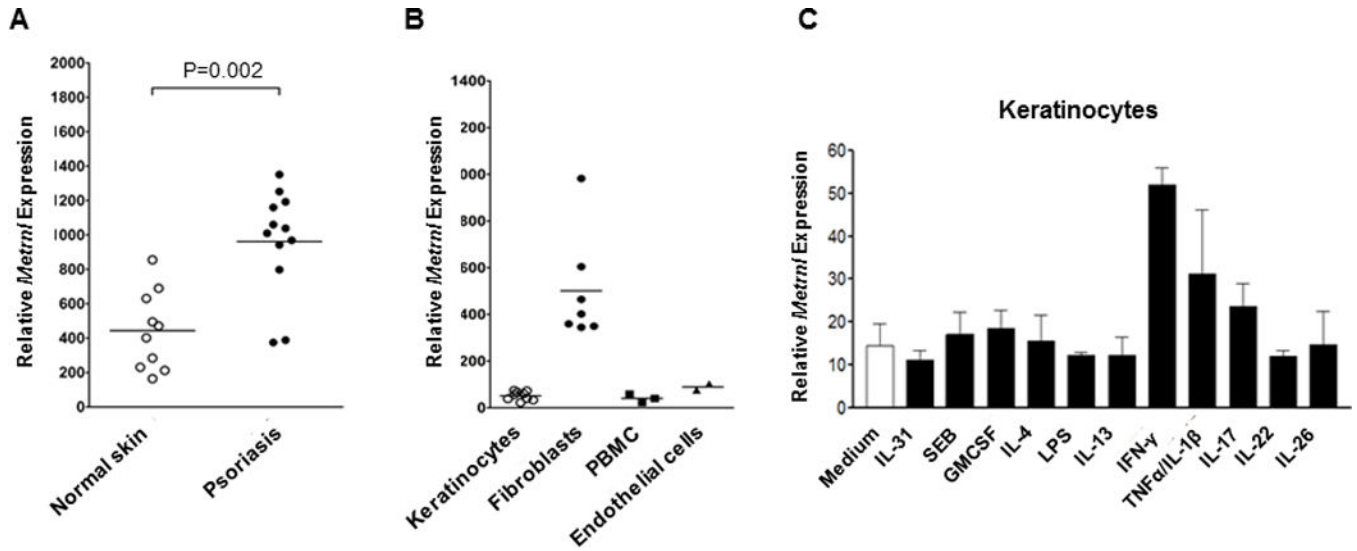 A
B
C
P=0.002
Relative Metrnl Expression
2000
1800
1600
1400
1200
1000
800
600
400
200
0
Normal skin
Psoriasis
Relative Metrnl Expression
1400
200
000
800
600
400
200
0
Keratinocytes
Fibroblasts
PBMC
Endothelial cells
Keratinocytes
Relative Metrnl Expression
60
50
40
30
20
10
0
Medium
IL-31
SEB
GMCSF
IL-4
LPS
IL-13
IFN-γ
TNFα/IL-1β
IL-17
IL-22
IL-26